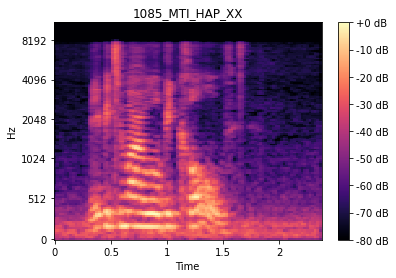 1085_MTI_HAP_XX
+0 dB
8192
-10 dB
4096
-20 dB
-30 dB
2048
Hz
-40 dB
1024
-50 dB
512
-60 dB
-70 dB
0
-80 dB
0
0.5
1
1.5
2
Time